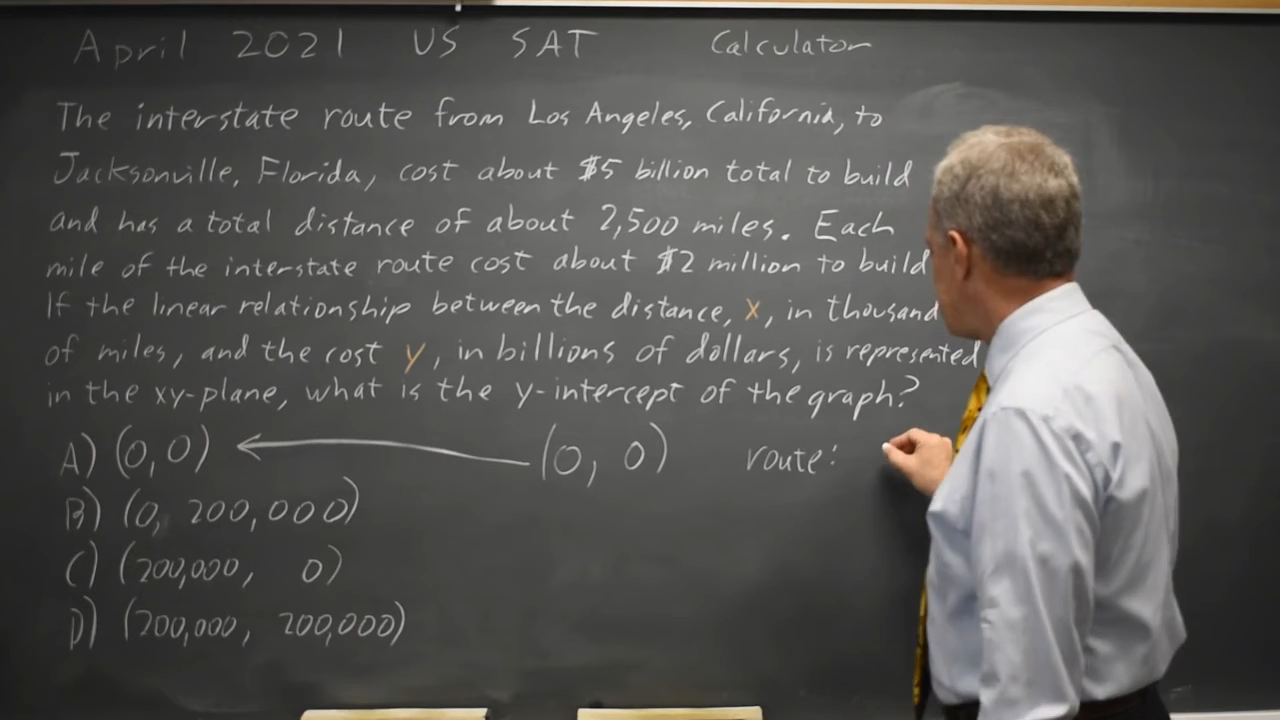 April 2021 US SAT Calculator
The interstate route from Los Angeles, California, to
Jacksonville, Florida, cost about $5 billion total to build
and has a total distance of about 2,500 miles. Each
mile of the interstate route cost about $2 million to build
If the linear relationship between the distance, x, in thousand
of miles, and the cost y, in billions of dollars, is represented
in the xy-plane, what is the y-intercept of the graph?
A) (0,0) (0, 0) route:
B) (0, 200,000)
C) (200,000, 0)
D) (200,000, 200,000)